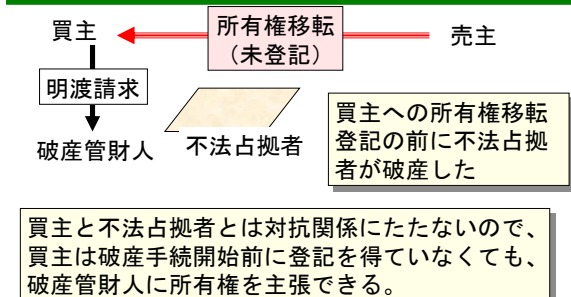 所有権移転
（未登記）
買主
売主
明渡請求
破産管財人
不法占拠者
買主への所有権移転
登記の前に不法占拠
者が破産した
買主と不法占拠者とは対抗関係にたたないので、
買主は破産手続開始前に登記を得ていなくても、
破産管財人に所有権を主張できる。